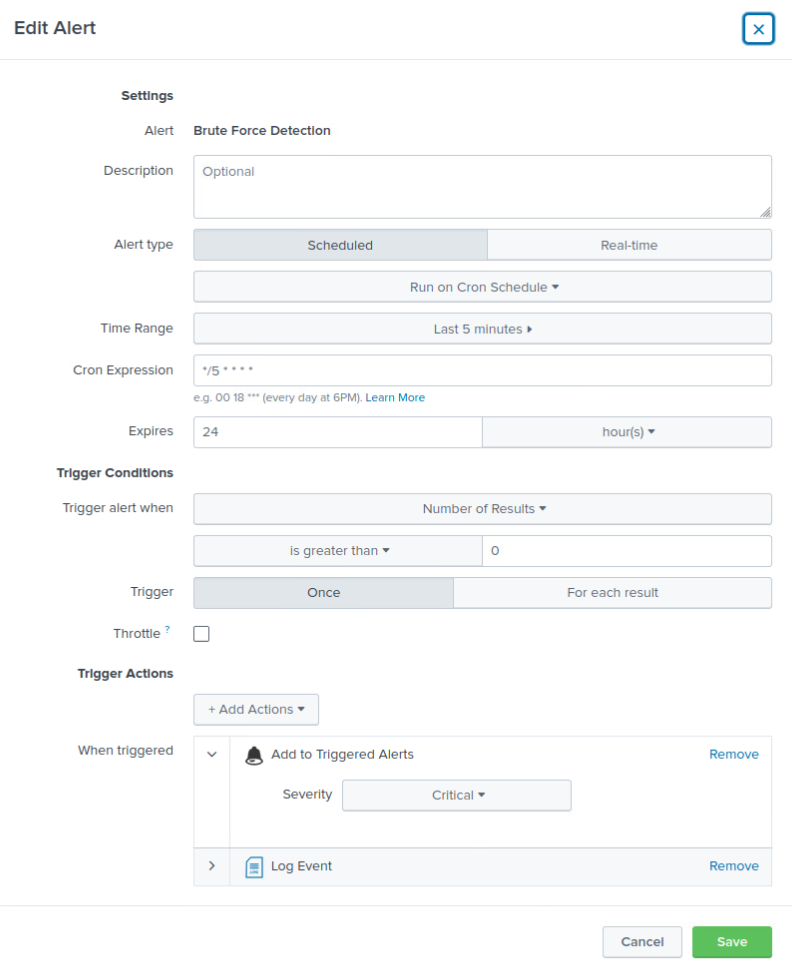 Edit Alert
Settings
Alert Brute Force Detection
Description Optional
Alert type Scheduled Real-time
Run on Cron Schedule
Time Range Last 5 minutes
Cron Expression */5 * * * *
e.g. 00 18 *** (every day at 6PM). Learn More
Expires 24 hour(s)
Trigger Conditions
Trigger alert when Number of Results
is greater than 0
Trigger Once For each result
Throttle ?
Trigger Actions
+ Add Actions
When triggered Add to Triggered Alerts Remove
Severity Critical
Log Event Remove
Cancel Save